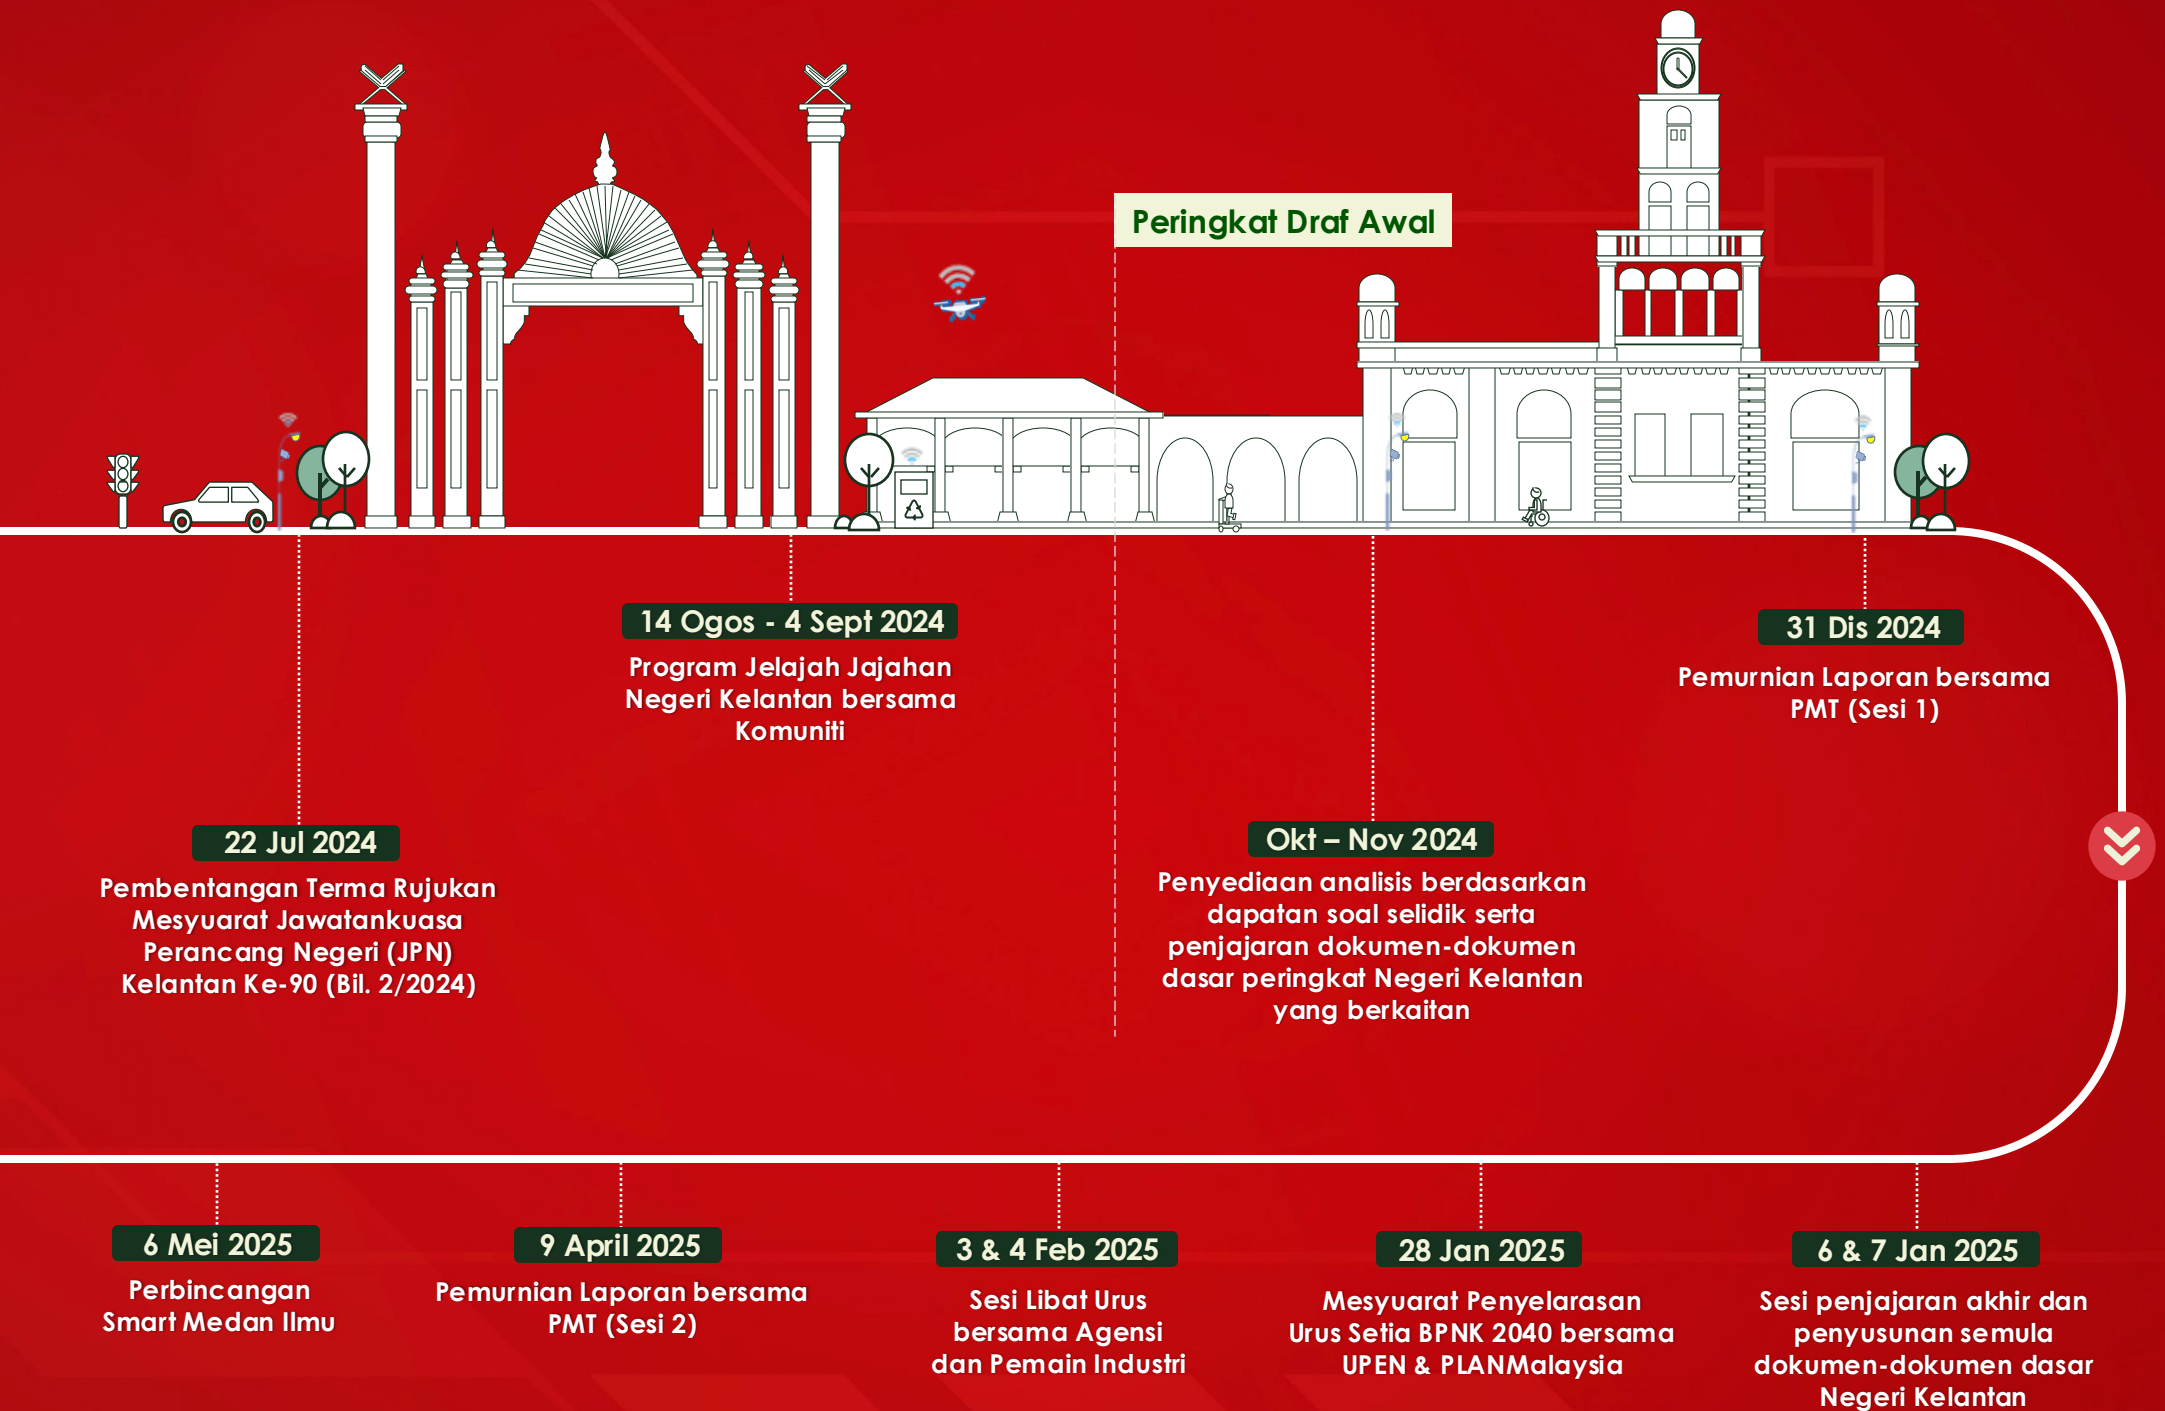 Peringkat Draf Awal
22 Jul 2024
Pembentangan Terma Rujukan
Mesyuarat Jawatankuasa
Perancang Negeri (JPN)
Kelantan Ke-90 (Bil. 2/2024)
14 Ogos - 4 Sept 2024
Program Jelajah Jajahan
Negeri Kelantan bersama
Komuniti
Okt – Nov 2024
Penyediaan analisis berdasarkan
dapatan soal selidik serta
penjajaran dokumen-dokumen
dasar peringkat Negeri Kelantan
yang berkaitan
31 Dis 2024
Pemurnian Laporan bersama
PMT (Sesi 1)
6 & 7 Jan 2025
Sesi penjajaran akhir dan
penyusunan semula
dokumen-dokumen dasar
Negeri Kelantan
28 Jan 2025
Mesyuarat Penyelarasan
Urus Setia BPNK 2040 bersama
UPEN & PLANMalaysia
3 & 4 Feb 2025
Sesi Libat Urus
bersama Agensi
dan Pemain Industri
9 April 2025
Pemurnian Laporan bersama
PMT (Sesi 2)
6 Mei 2025
Perbincangan
Smart Medan Ilmu